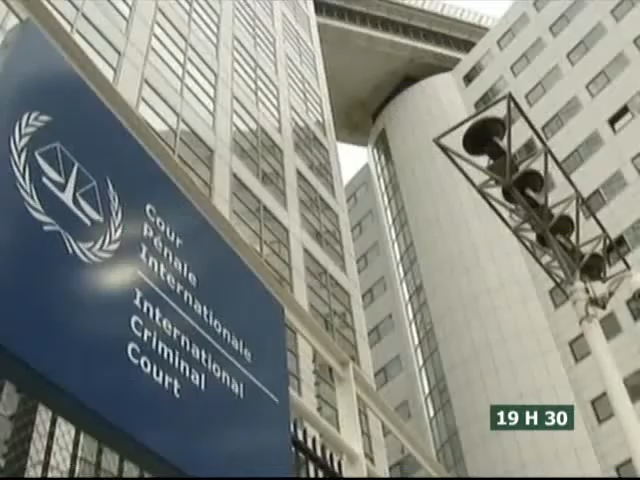 Cour
Pénale
Internationale
International
Criminal
Court
19 H 30